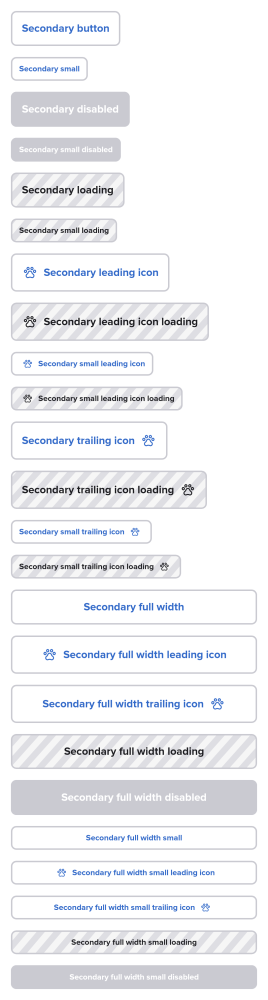 Secondary button
Secondary small
Secondary disabled
Secondary small disabled
Secondary loading
Secondary small loading
Secondary leading icon
Secondary leading icon loading
Secondary small leading icon
Secondary small leading icon loading
Secondary trailing icon
Secondary trailing icon loading
Secondary small trailing icon
Secondary small trailing icon loading
Secondary full width
Secondary full width leading icon
Secondary full width trailing icon
Secondary full width loading
Secondary full width disabled
Secondary full width small
Secondary full width small leading icon
Secondary full width small trailing icon
Secondary full width small loading
Secondary full width small disabled